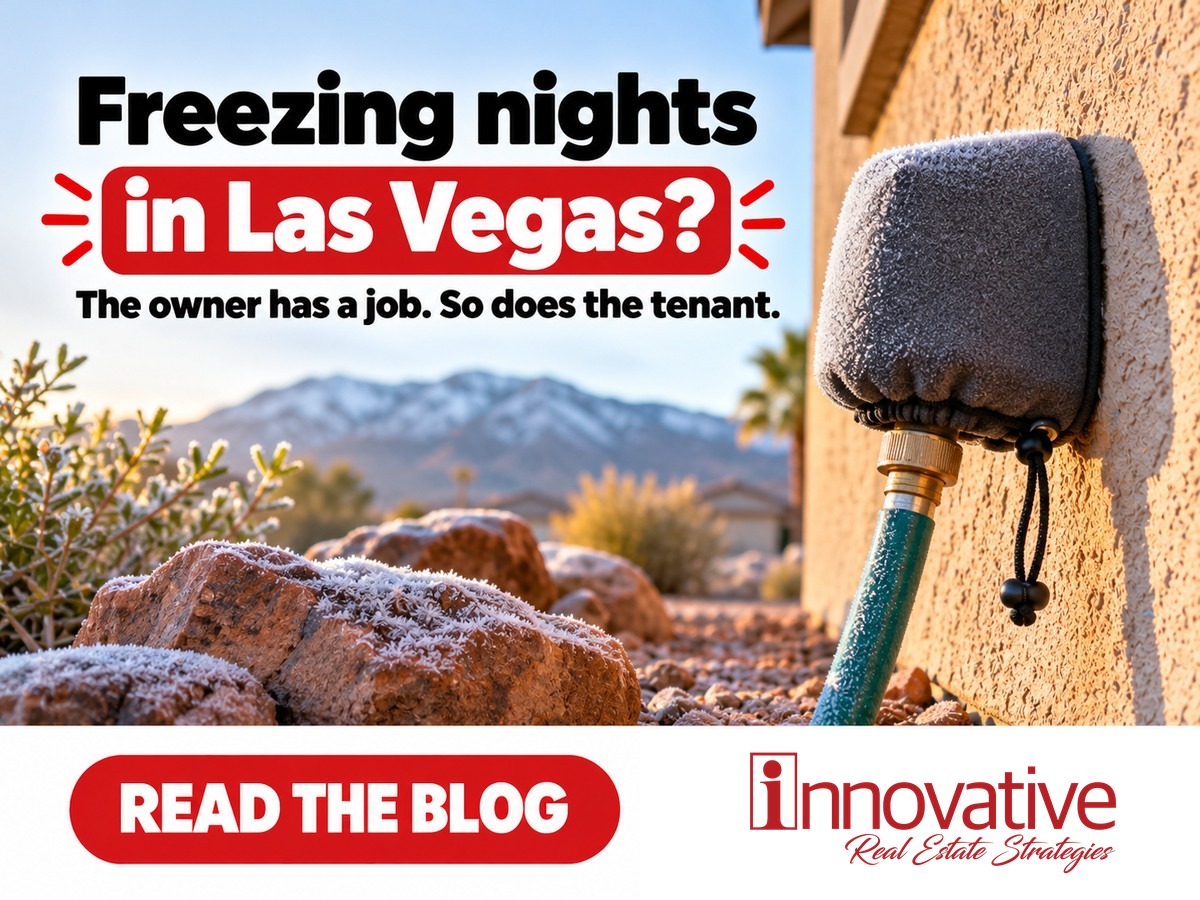 Freezing nights
in Las Vegas?
The owner has a job. So does the tenant.
READ THE BLOG
innovative
Real Estate Strategies